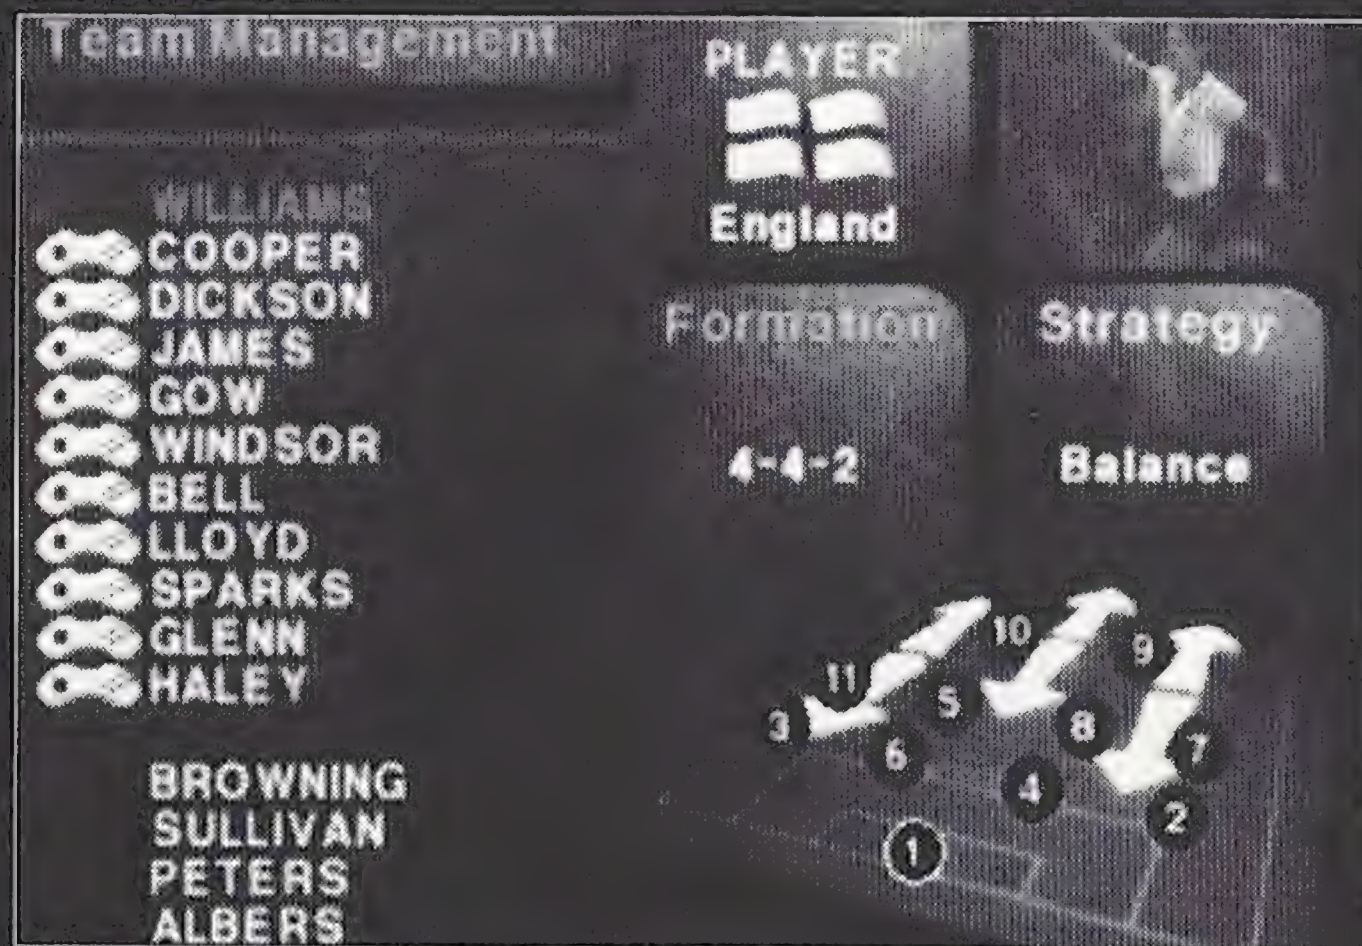 Team Management
WILLIAMS
COOPER
DICKSON
JAMES
GOW
WINDSOR
BELL
LLOYD
SPARKS
GLENN
HALEY
BROWNING
SULLIVAN
PETERS
ALBERS
PLAYER
England
Formation
4-4-2
Strategy
Balance
10
9
11
5
3
8
7
6
4
2
1